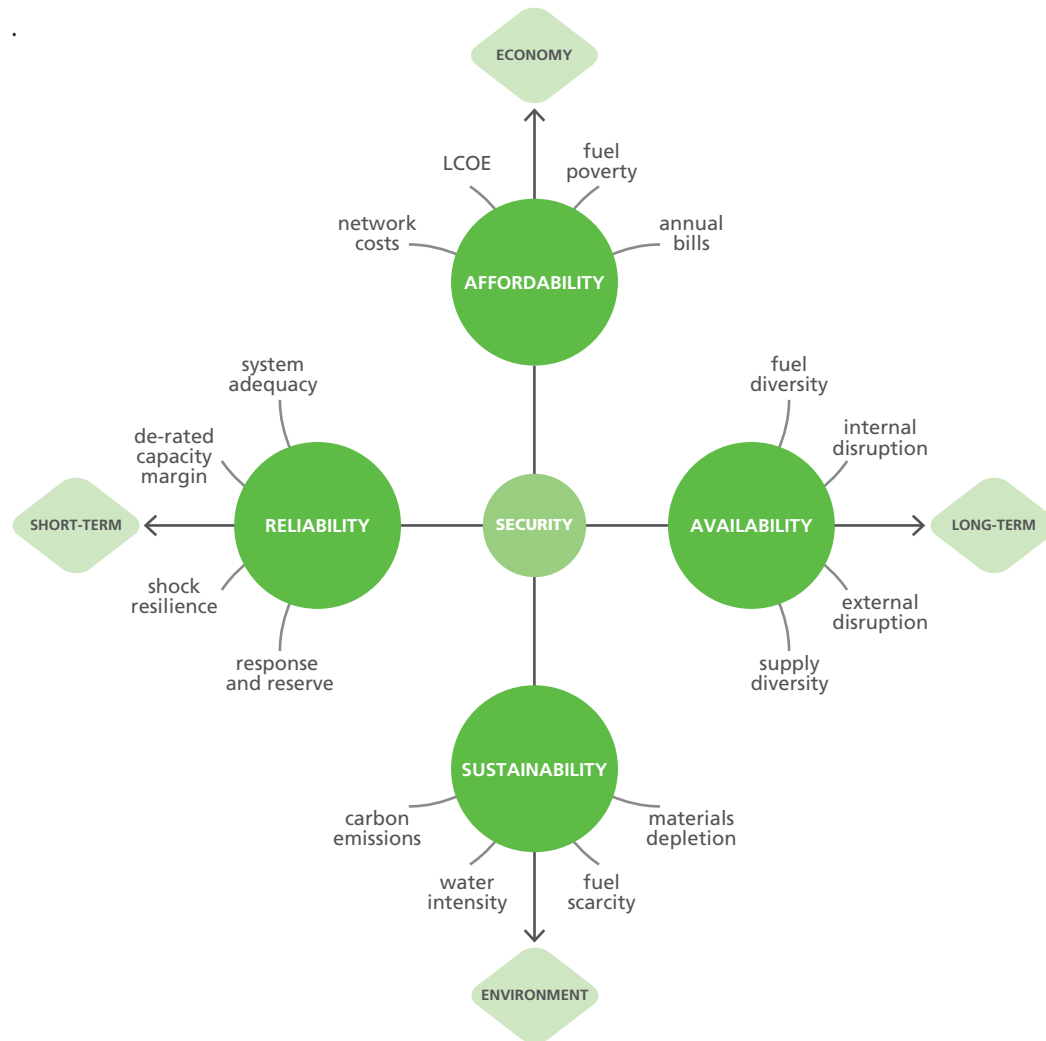 .
ECONOMY
LCOE
fuel
poverty
network
costs
annual
bills
AFFORDABILITY
system
adequacy
fuel
diversity
de-rated
capacity
margin
internal
disruption
SHORT-TERM
RELIABILITY
SECURITY
AVAILABILITY
LONG-TERM
shock
resilience
external
disruption
response
and reserve
supply
diversity
SUSTAINABILITY
carbon
emissions
materials
depletion
water
intensity
fuel
scarcity
ENVIRONMENT